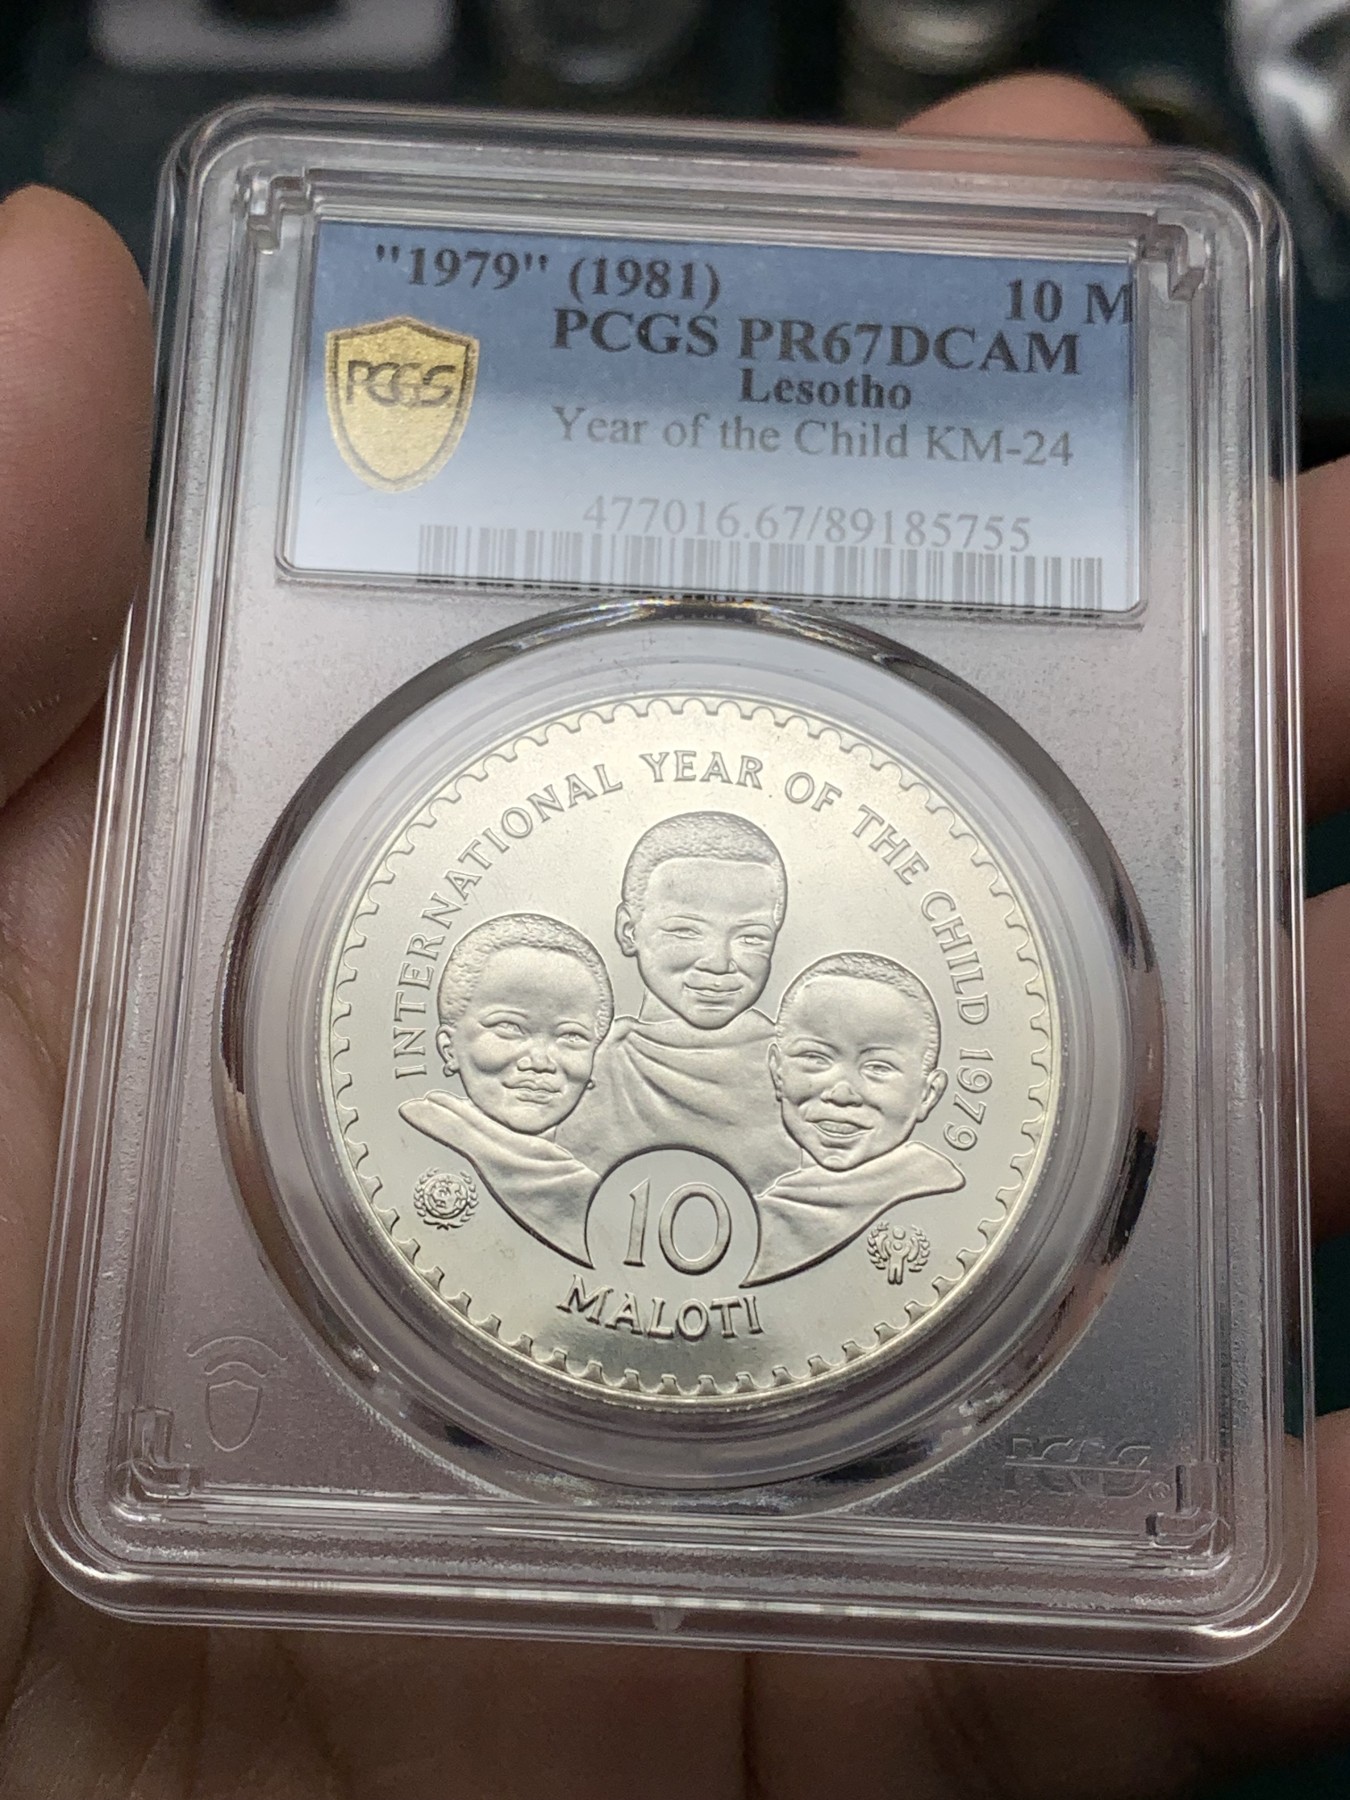 "1979" (1981) 10 M
PCGS PR67DCAM
Lesotho
Year of the Child KM-24
477016.67/89185755
PCGS
INTERNATIONAL YEAR OF THE CHILD 1979
10
MALOTI
PCGS